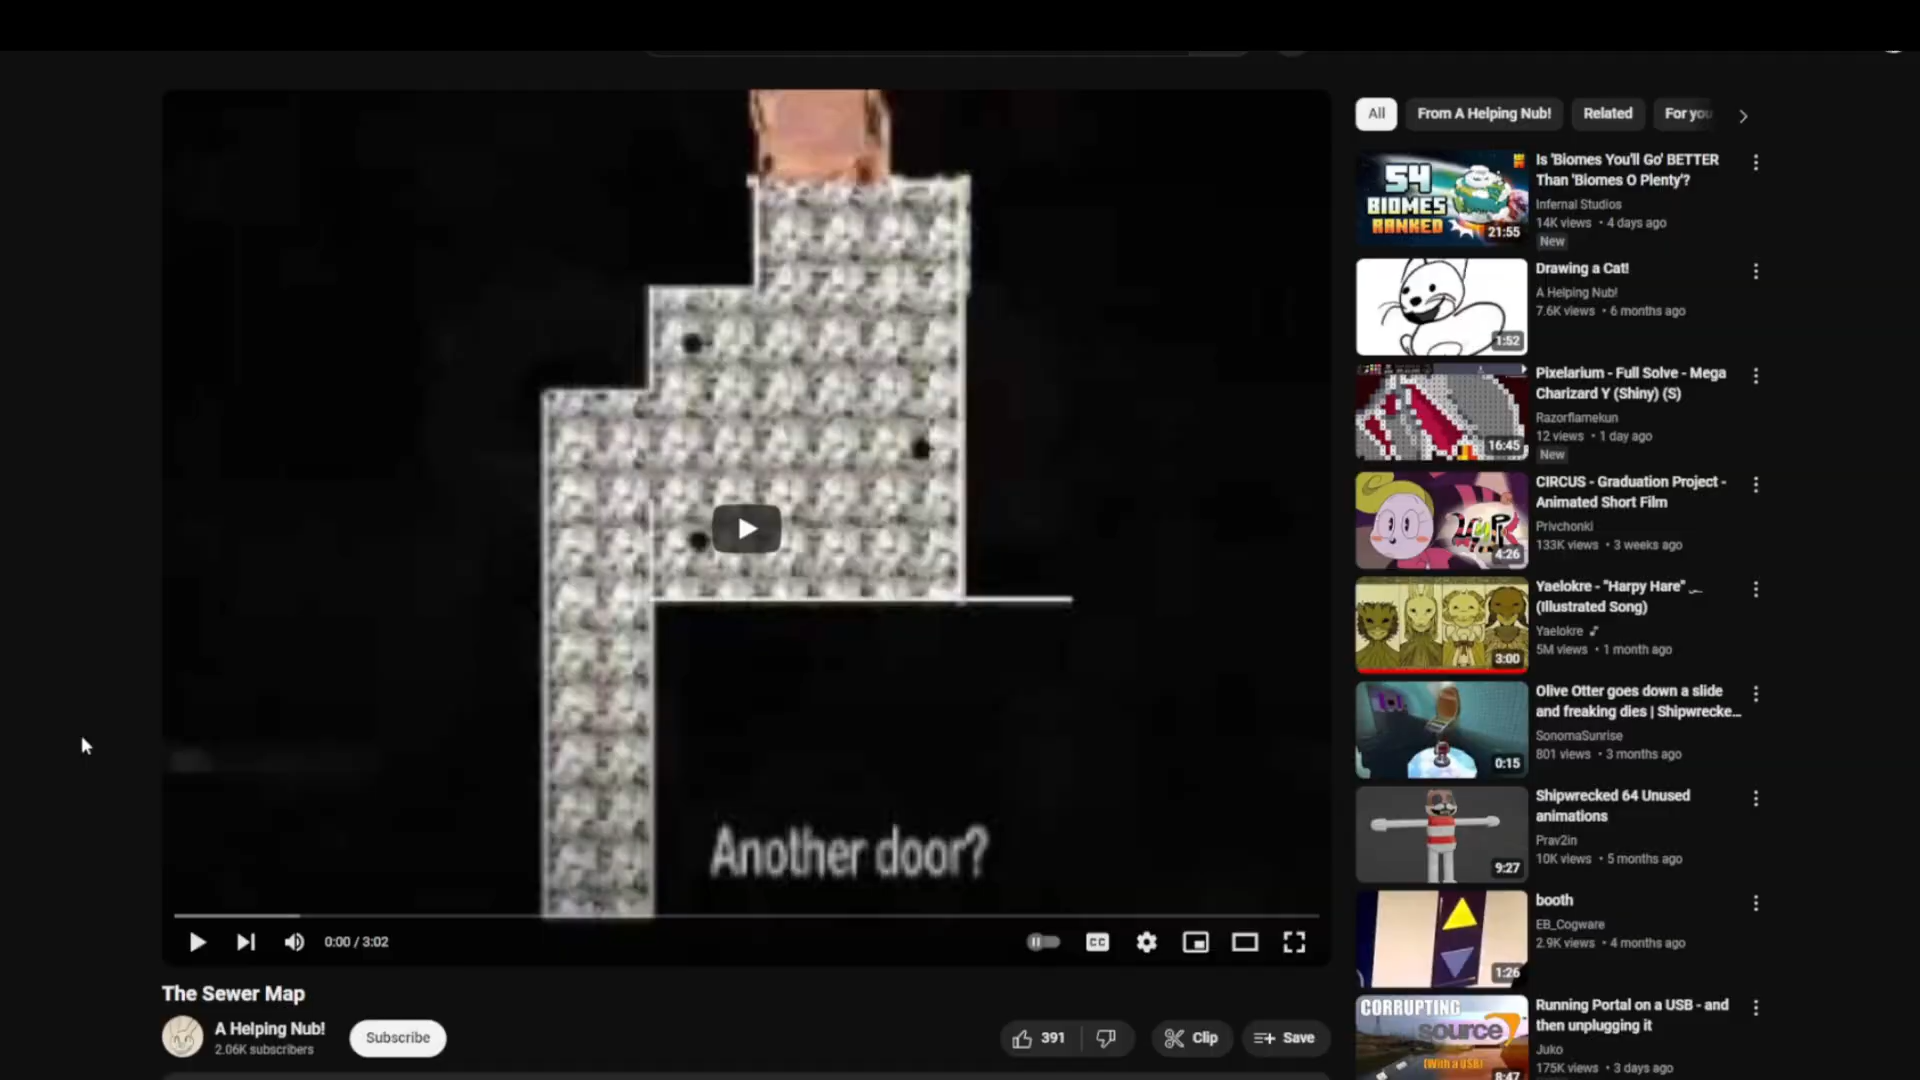 All
From A Helping Nub!
Related
For you
54
BIOMES
RANKED
21:55
Is 'Biomes You'll Go' BETTER
Than 'Biomes O Plenty'?
Infernal Studios
14K views • 4 days ago
New
1:52
Drawing a Cat!
A Helping Nub!
7.6K views • 6 months ago
16:45
Pixelarium - Full Solve - Mega
Charizard Y (Shiny) (S)
Razorflamekun
12 views • 1 day ago
New
4:26
CIRCUS - Graduation Project -
Animated Short Film
Privchonki
133K views • 3 weeks ago
3:00
Yaelokre - "Harpy Hare"
(Illustrated Song)
Yaelokre
5M views • 1 month ago
0:15
Olive Otter goes down a slide
and freaking dies | Shipwrecke...
SonomaSunrise
801 views • 3 months ago
9:27
Shipwrecked 64 Unused
animations
Prav2in
10K views • 5 months ago
1:26
booth
EB_Cogware
2.9K views • 4 months ago
CORRUPTING
source
(With a USB)
8:47
Running Portal on a USB - and
then unplugging it
Juko
175K views • 3 days ago
Another door?
0:00 / 3:02
CC
The Sewer Map
A Helping Nub!
2.06K subscribers
Subscribe
391
Clip
Save